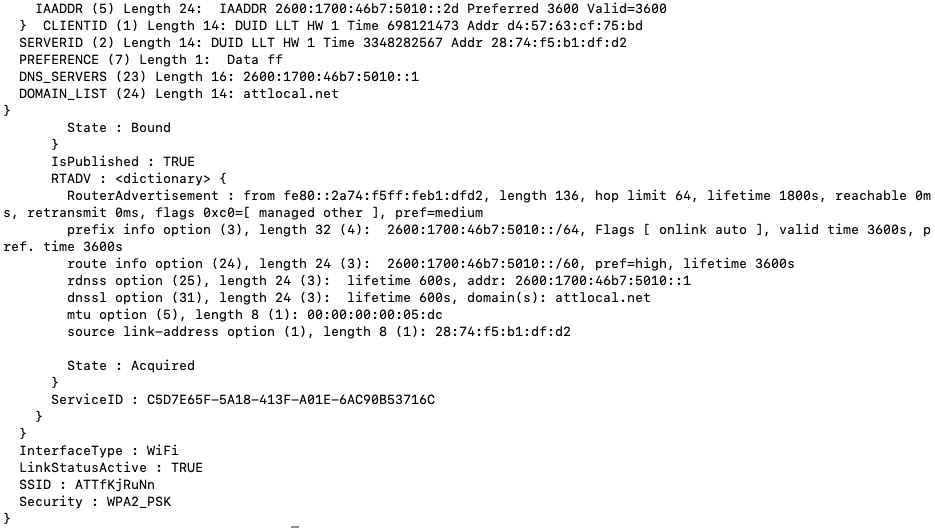 IAADDR (5) Length 24:  IAADDR 2600:1700:46b7:5010::2d Preferred 3600 Valid=3600
}  CLIENTID (1) Length 14: DUID LLT HW 1 Time 698121473 Addr d4:57:63:cf:75:bd
SERVERID (2) Length 14: DUID LLT HW 1 Time 3348282567 Addr 28:74:f5:b1:df:d2
PREFERENCE (7) Length 1:  Data ff
DNS_SERVERS (23) Length 16: 2600:1700:46b7:5010::1
DOMAIN_LIST (24) Length 14: attlocal.net
}
State : Bound
}
IsPublished : TRUE
RTADV : <dictionary> {
RouterAdvertisement : from fe80::2a74:f5ff:feb1:dfd2, length 136, hop limit 64, lifetime 1800s, reachable 0m
s, retransmit 0ms, flags 0xc0=[ managed other ], pref=medium
prefix info option (3), length 32 (4):  2600:1700:46b7:5010::/64, Flags [ onlink auto ], valid time 3600s, p
ref. time 3600s
route info option (24), length 24 (3):  2600:1700:46b7:5010::/60, pref=high, lifetime 3600s
rdnss option (25), length 24 (3):  lifetime 600s, addr: 2600:1700:46b7:5010::1
dnssl option (31), length 24 (3):  lifetime 600s, domain(s): attlocal.net
mtu option (5), length 8 (1): 00:00:00:00:05:dc
source link-address option (1), length 8 (1): 28:74:f5:b1:df:d2
State : Acquired
}
ServiceID : C5D7E65F-5A18-413F-A01E-6AC90B53716C
}
}
InterfaceType : WiFi
LinkStatusActive : TRUE
SSID : ATTfKjRuNn
Security : WPA2_PSK
}